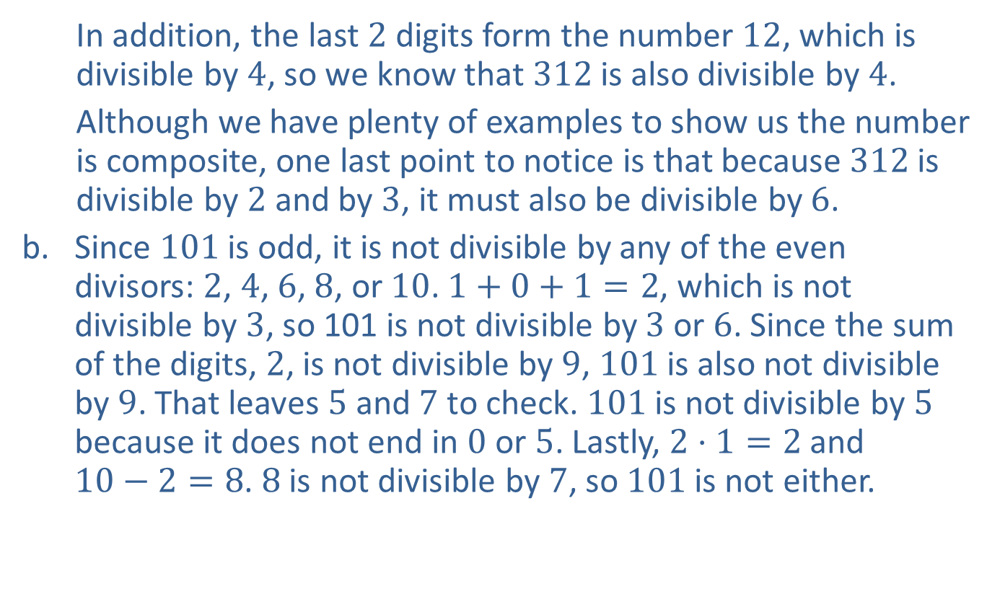 In addition, the last 2 digits form the number 12, which is
divisible by 4, so we know that 312 is also divisible by 4.
Although we have plenty of examples to show us the number
is composite, one last point to notice is that because 312 is
divisible by 2 and by 3, it must also be divisible by 6.
b. Since 101 is odd, it is not divisible by any of the even
divisors: 2, 4, 6, 8, or 10. 1 + 0 + 1 = 2, which is not
divisible by 3, so 101 is not divisible by 3 or 6. Since the sum
of the digits, 2, is not divisible by 9, 101 is also not divisible
by 9. That leaves 5 and 7 to check. 101 is not divisible by 5
because it does not end in 0 or 5. Lastly, 2 · 1 = 2 and
10 − 2 = 8. 8 is not divisible by 7, so 101 is not either.